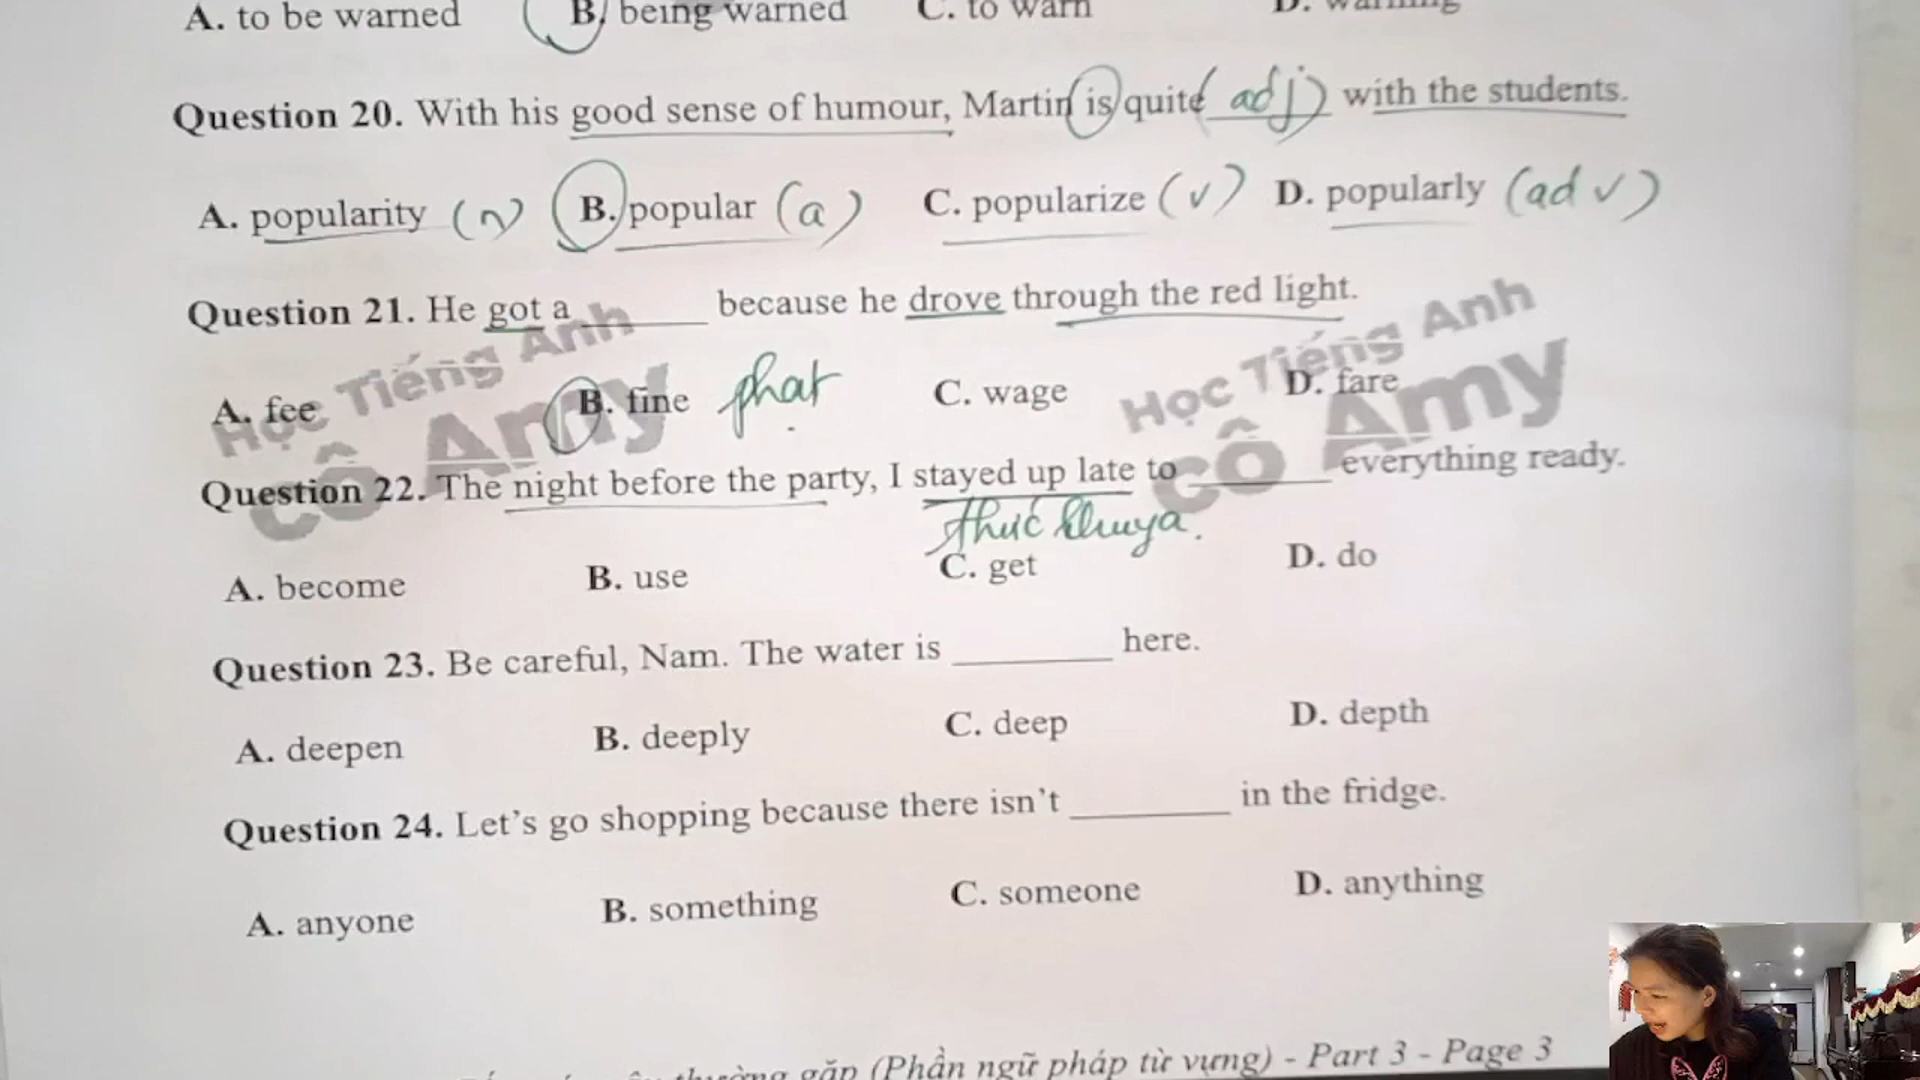 A. to be warned B. being warned C. to warn D. warning
Question 20. With his good sense of humour, Martin is quite (adj) with the students.
A. popularity (n) B. popular (a) C. popularize (v) D. popularly (adv)
Question 21. He got a ______ because he drove through the red light.
A. fee B. fine phạt C. wage D. fare
Học Tiếng Anh cô Amy
Học Tiếng Anh cô Amy
Question 22. The night before the party, I stayed up late to ______ everything ready.
thức khuya.
A. become B. use C. get D. do
Question 23. Be careful, Nam. The water is ______ here.
A. deepen B. deeply C. deep D. depth
Question 24. Let's go shopping because there isn't ______ in the fridge.
A. anyone B. something C. someone D. anything
thường gặp (Phần ngữ pháp từ vựng) - Part 3 - Page 3